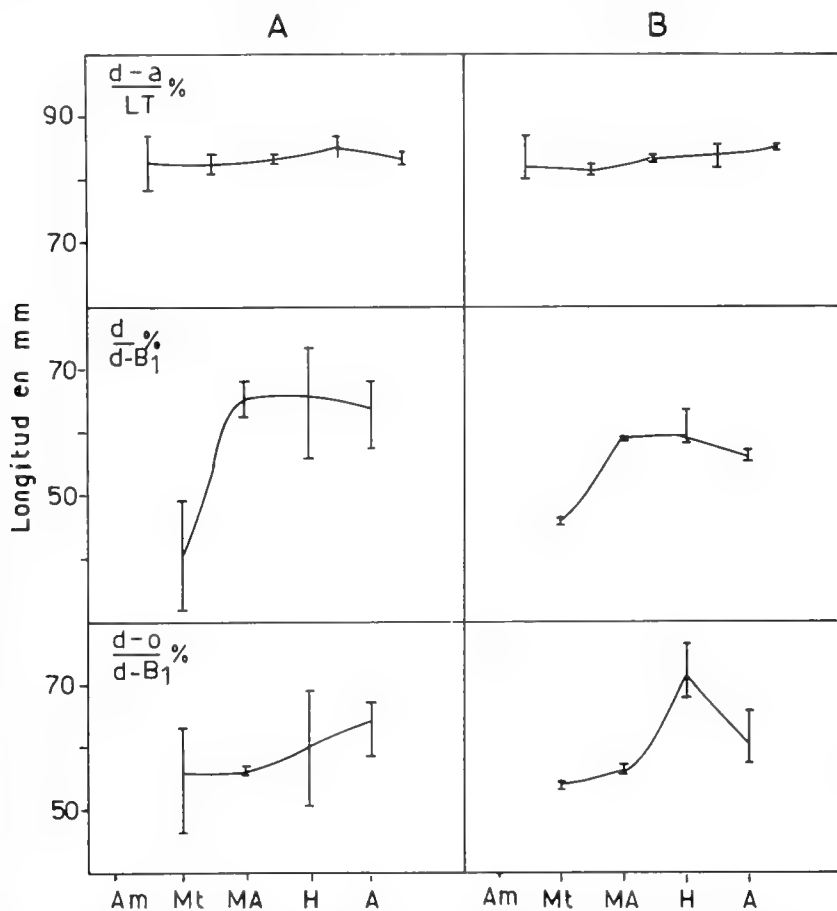 A B
d-a
LT %
90
70
d
d-B1 %
70
50
d-o
d-B1 %
70
50
Longitud en mm
Am Mt MA H A Am Mt MA H A